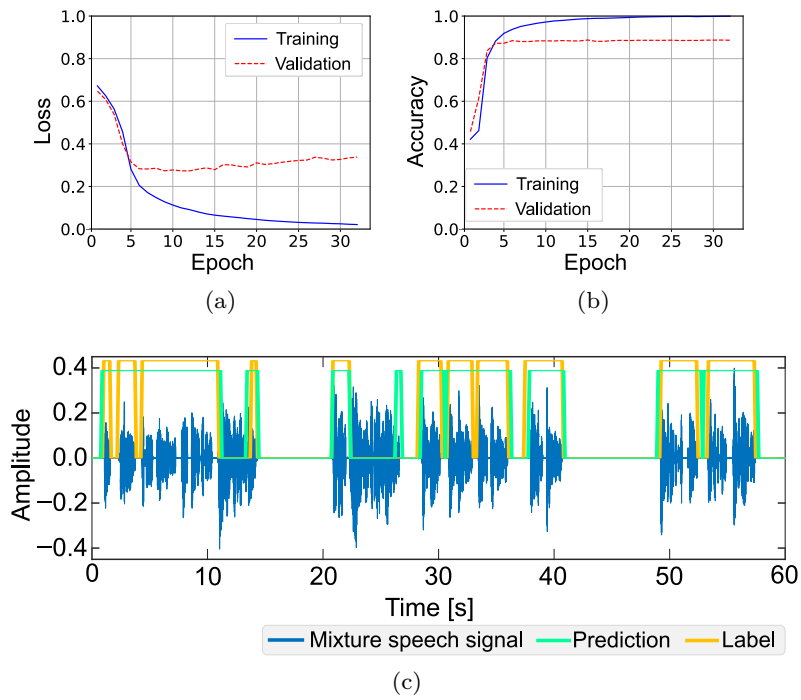 1.0
0.8
0.6
0.4
0.2
0.0
Loss
Training
Validation
0 5 10 15 20 25 30
Epoch
(a)
1.0
0.8
0.6
0.4
0.2
0.0
Accuracy
Training
Validation
0 5 10 15 20 25 30
Epoch
(b)
0.4
0.2
0.0
−0.2
−0.4
Amplitude
0 10 20 30 40 50 60
Time [s]
Mixture speech signal Prediction Label
(c)